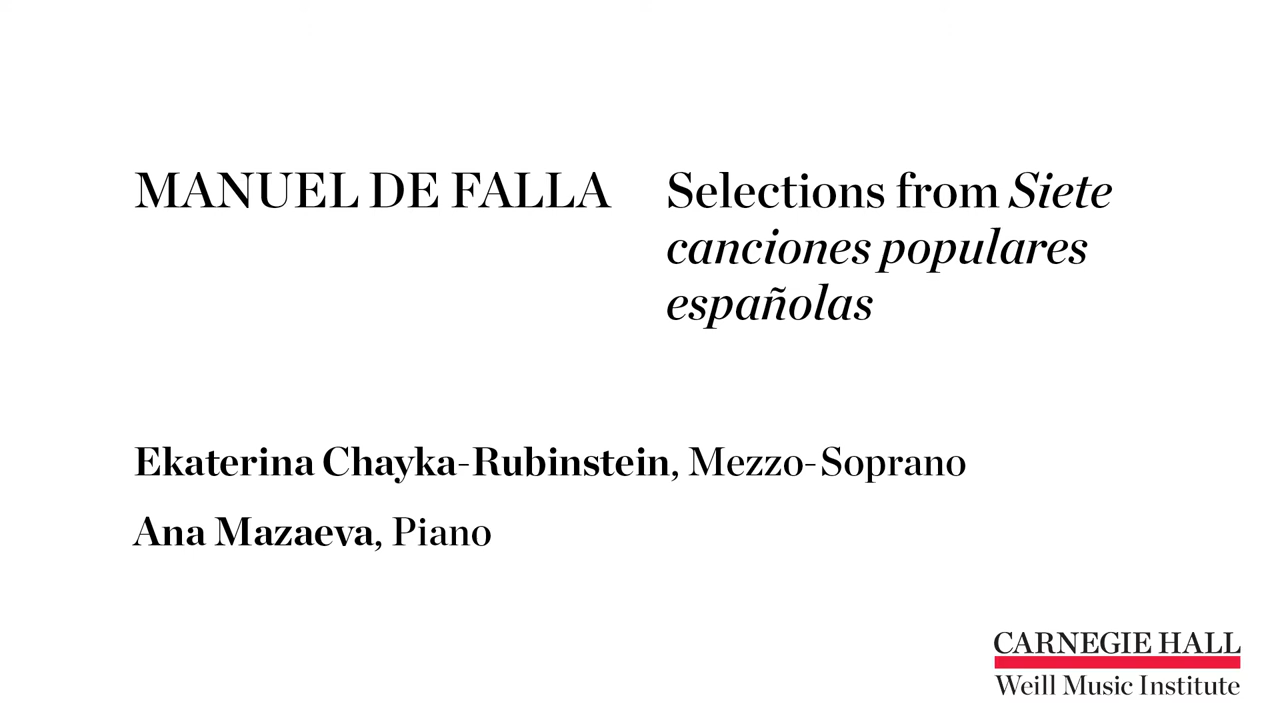 MANUEL DE FALLA
Selections from Siete
canciones populares
españolas
Ekaterina Chayka-Rubinstein, Mezzo-Soprano
Ana Mazaeva, Piano
CARNEGIE HALL
Weill Music Institute